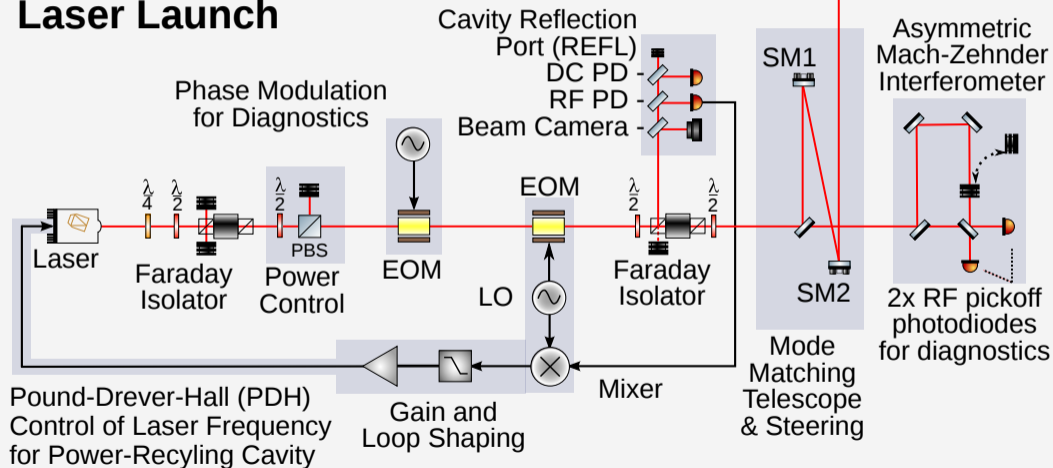 Laser Launch
Cavity Reflection
Port (REFL)
DC PD
RF PD
Beam Camera
Phase Modulation
for Diagnostics
SM1
Asymmetric
Mach-Zehnder
Interferometer
λ
4
λ
2
λ
2
PBS
EOM
EOM
λ
2
λ
2
Laser
Faraday
Isolator
Power
Control
LO
Faraday
Isolator
SM2
2x RF pickoff
photodiodes
for diagnostics
Mode
Matching
Telescope
& Steering
Mixer
Gain and
Loop Shaping
Pound-Drever-Hall (PDH)
Control of Laser Frequency
for Power-Recyling Cavity